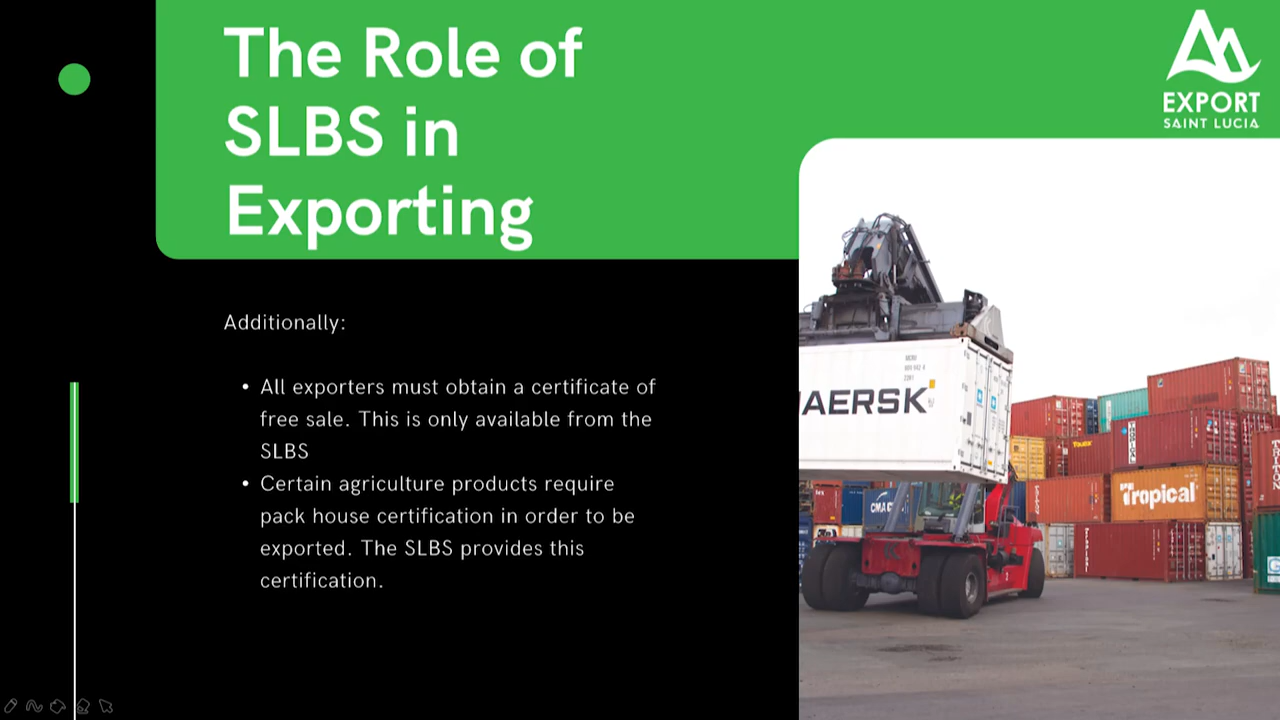 The Role of
SLBS in
Exporting
EXPORT
SAINT LUCIA
Additionally:
• All exporters must obtain a certificate of
free sale. This is only available from the
SLBS
• Certain agriculture products require
pack house certification in order to be
exported. The SLBS provides this
certification.
AERSK
Tropical
CMA